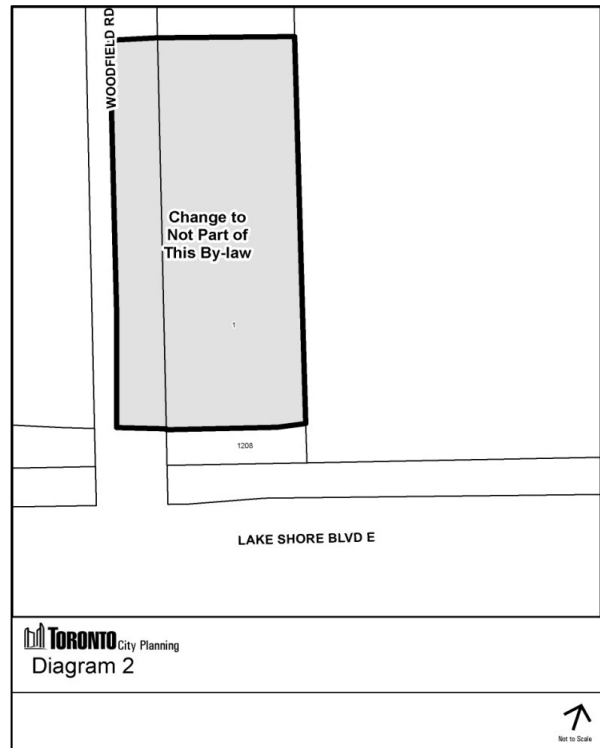 WOODFIELD RD
Change to
Not Part of
This By-law
1
1208
LAKE SHORE BLVD E
TORONTO City Planning
Diagram 2
Not to Scale